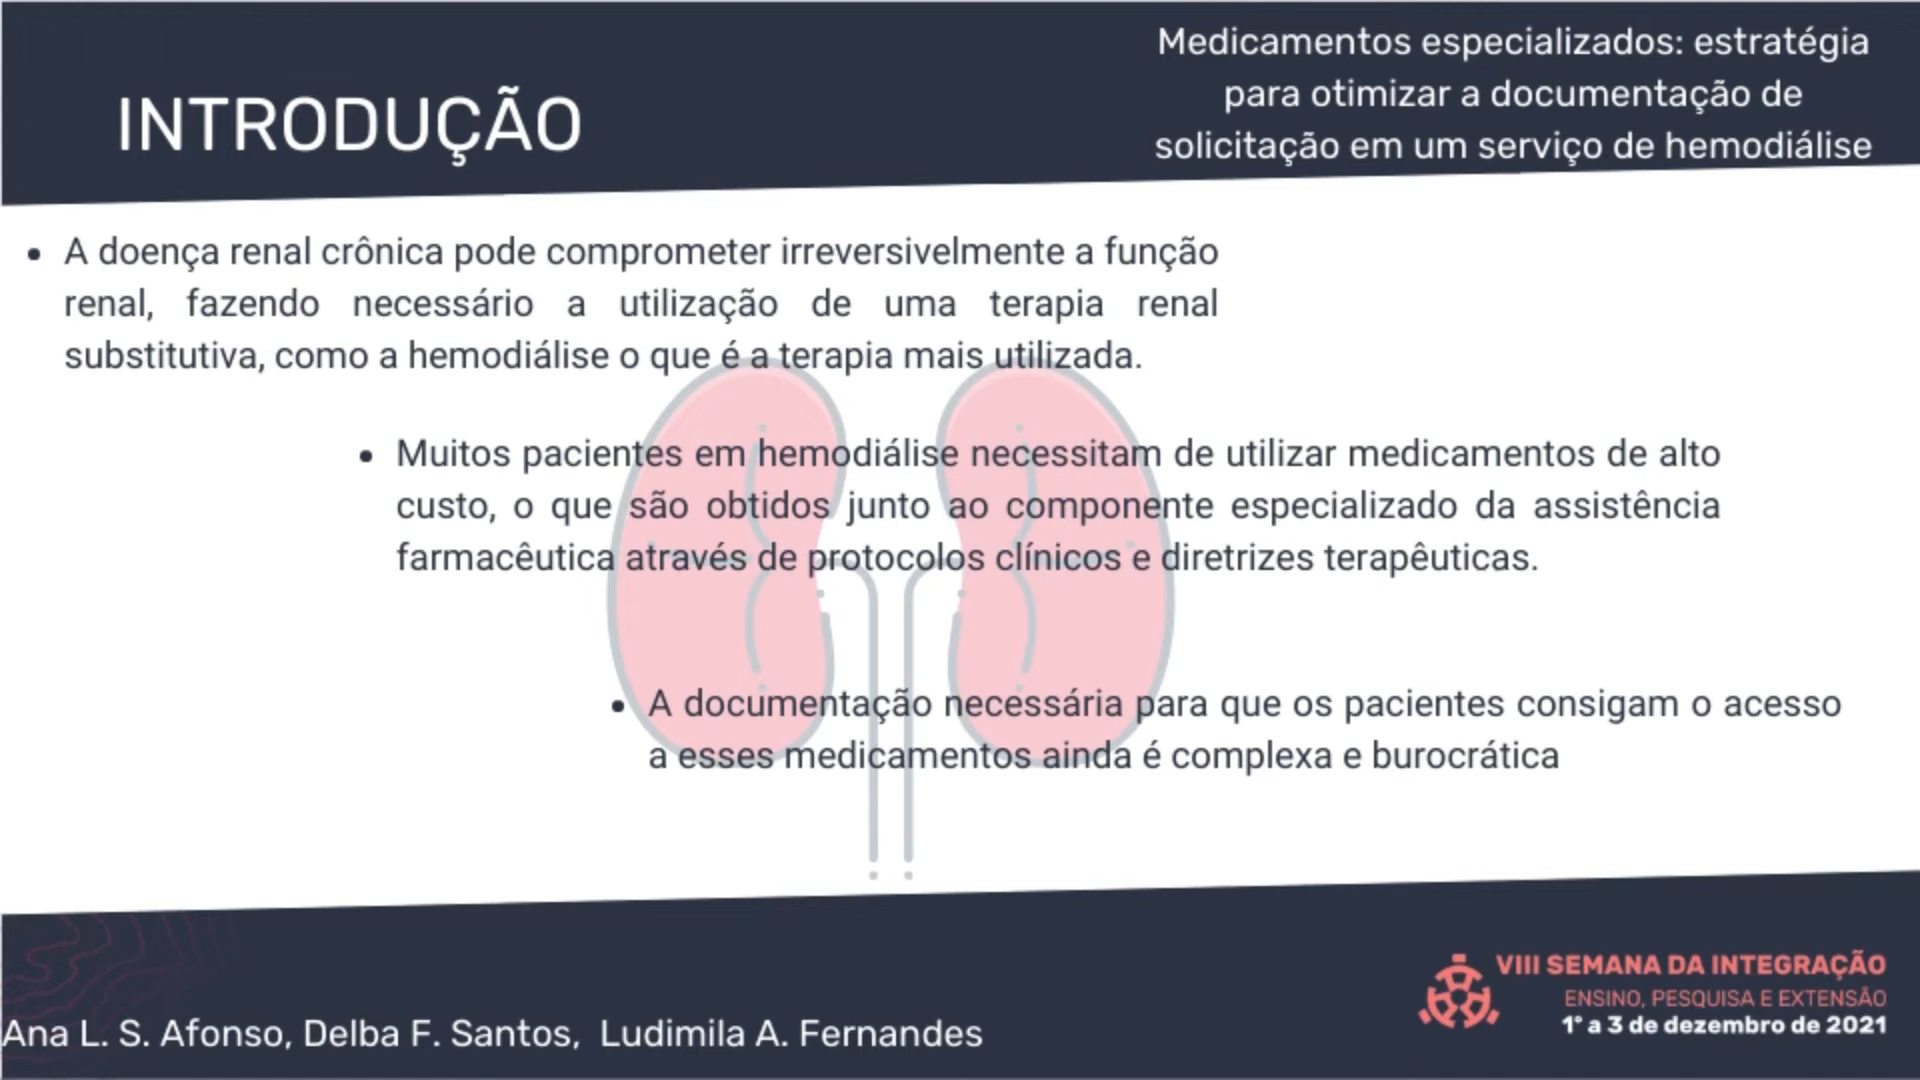 INTRODUÇÃO
Medicamentos especializados: estratégia
para otimizar a documentação de
solicitação em um serviço de hemodiálise
• A doença renal crônica pode comprometer irreversivelmente a função
renal, fazendo necessário a utilização de uma terapia renal
substitutiva, como a hemodiálise o que é a terapia mais utilizada.
• Muitos pacientes em hemodiálise necessitam de utilizar medicamentos de alto
custo, o que são obtidos junto ao componente especializado da assistência
farmacêutica através de protocolos clínicos e diretrizes terapêuticas.
• A documentação necessária para que os pacientes consigam o acesso
a esses medicamentos ainda é complexa e burocrática
Ana L. S. Afonso, Delba F. Santos, Ludimila A. Fernandes
VIII SEMANA DA INTEGRAÇÃO
ENSINO, PESQUISA E EXTENSÃO
1° a 3 de dezembro de 2021